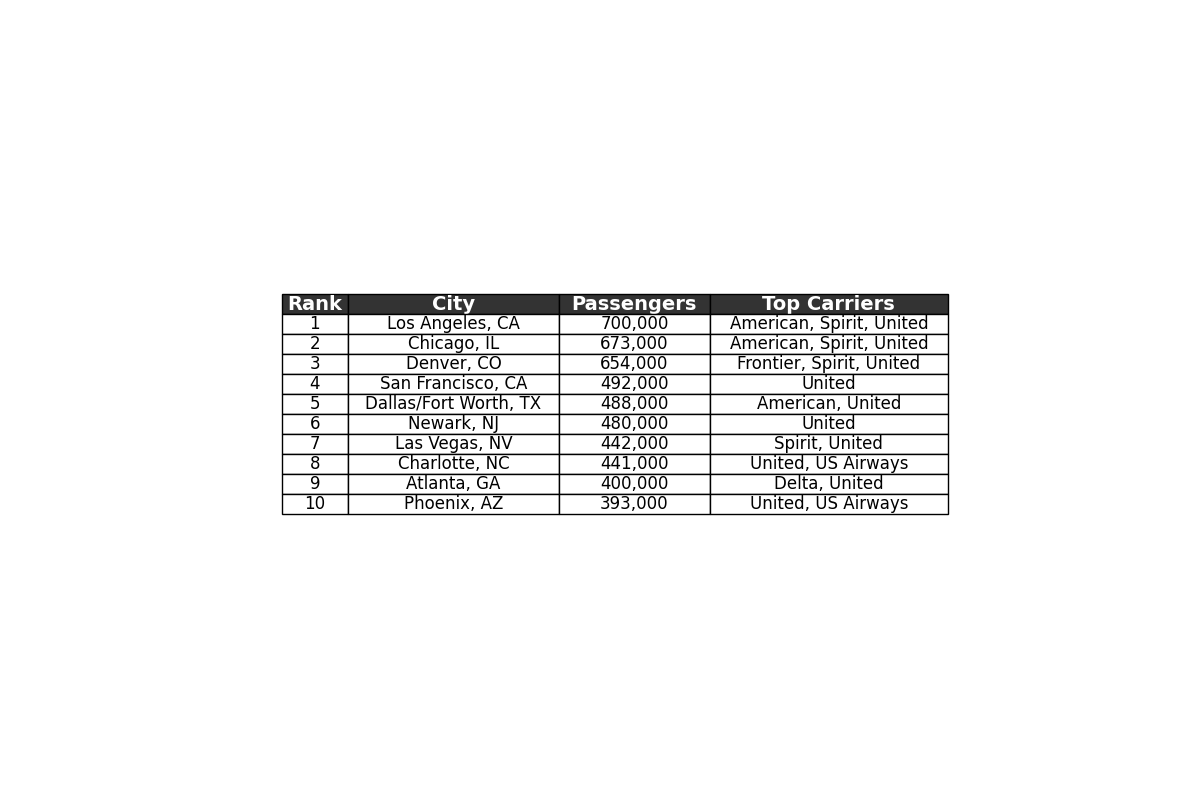 Rank City Passengers Top Carriers
1 Los Angeles, CA 700,000 American, Spirit, United
2 Chicago, IL 673,000 American, Spirit, United
3 Denver, CO 654,000 Frontier, Spirit, United
4 San Francisco, CA 492,000 United
5 Dallas/Fort Worth, TX 488,000 American, United
6 Newark, NJ 480,000 United
7 Las Vegas, NV 442,000 Spirit, United
8 Charlotte, NC 441,000 United, US Airways
9 Atlanta, GA 400,000 Delta, United
10 Phoenix, AZ 393,000 United, US Airways